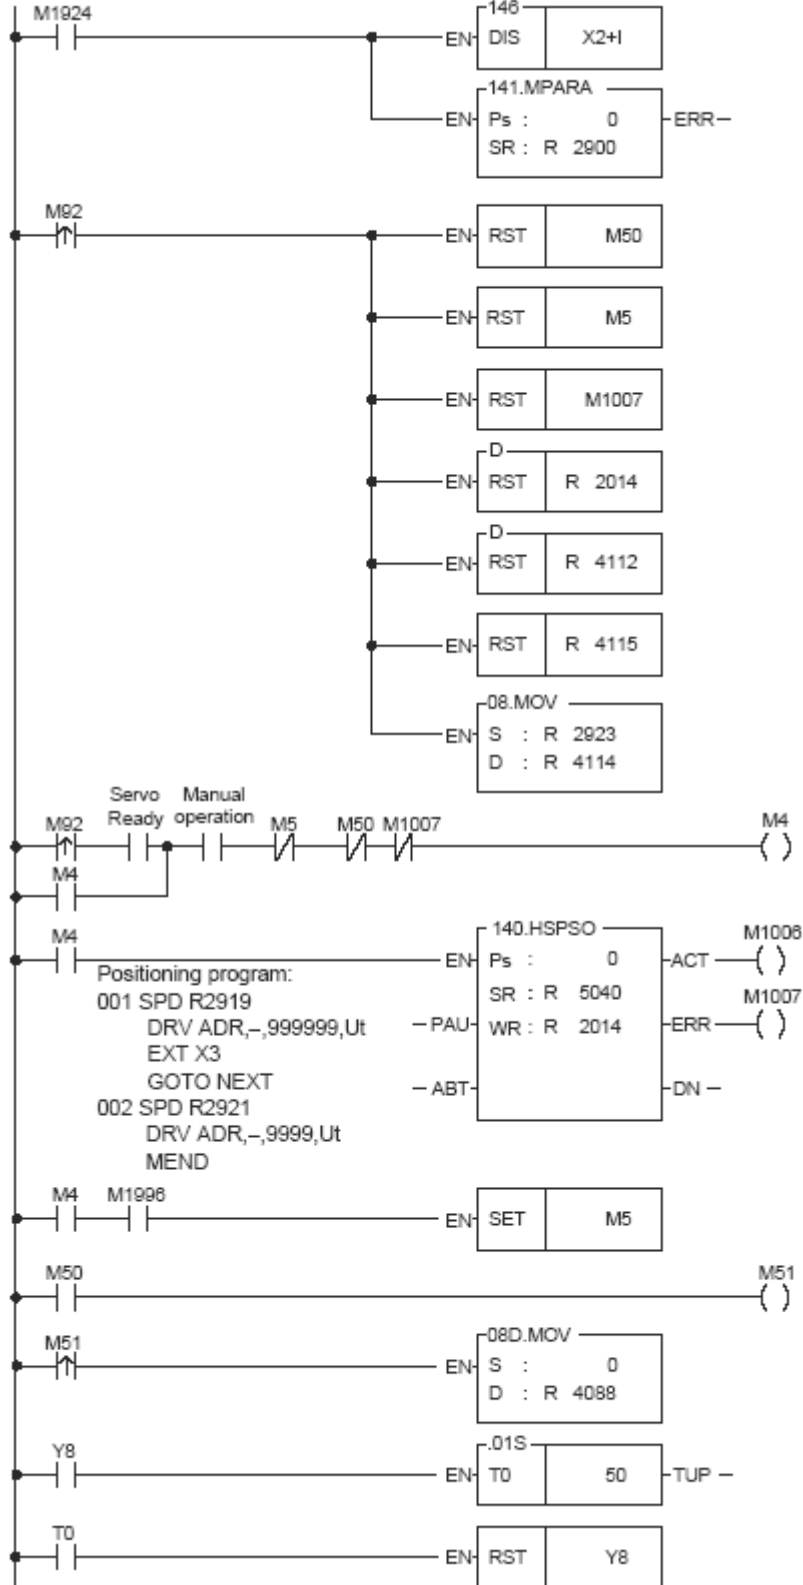 M1924
146
EN DIS X2+I
141.MPARA
EN Ps : 0 ERR
SR : R 2900
M92
EN RST M50
EN RST M5
EN RST M1007
D
EN RST R 2014
D
EN RST R 4112
EN RST R 4115
08.MOV
EN S : R 2923
D : R 4114
Servo Ready
Manual operation
M92 M5 M50 M1007 M4
M4
M4
140.HSPSO
M1006
EN Ps : 0 ACT
SR : R 5040
M1007
PAU WR : R 2014 ERR
ABT DN
Positioning program:
001 SPD R2919
DRV ADR,–,999999,Ut
EXT X3
GOTO NEXT
002 SPD R2921
DRV ADR,–,9999,Ut
MEND
M4 M1996
EN SET M5
M50 M51
M51
08D.MOV
EN S : 0
D : R 4088
Y8
.01S
EN T0 50 TUP
T0
EN RST Y8